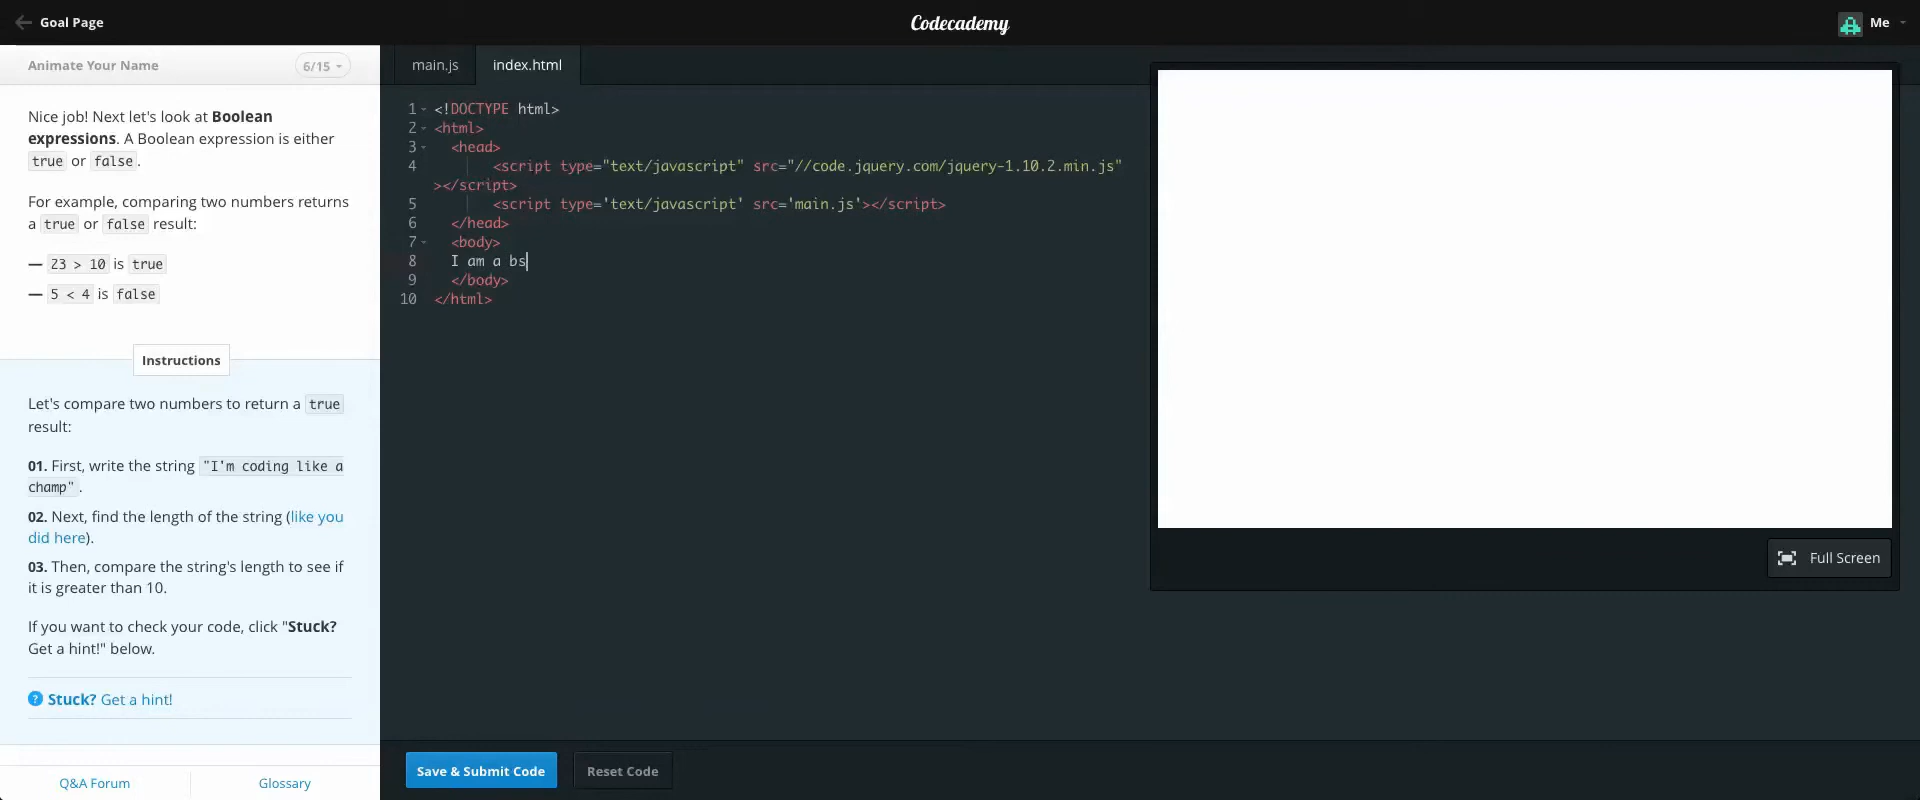 Goal Page
Codecademy
Me
Animate Your Name
6/15
main.js
index.html
Nice job! Next let's look at Boolean
expressions. A Boolean expression is either
true or false.
For example, comparing two numbers returns
a true or false result:
— 23 > 10 is true
— 5 < 4 is false
Instructions
Let's compare two numbers to return a true
result:
01. First, write the string "I'm coding like a
champ".
02. Next, find the length of the string (like you
did here).
03. Then, compare the string's length to see if
it is greater than 10.
If you want to check your code, click "Stuck?
Get a hint!" below.
? Stuck? Get a hint!
Q&A Forum
Glossary
1 <!DOCTYPE html>
2 <html>
3 <head>
4 <script type="text/javascript" src="//code.jquery.com/jquery-1.10.2.min.js"
></script>
5 <script type='text/javascript' src='main.js'></script>
6 </head>
7 <body>
8 I am a bs
9 </body>
10 </html>
Full Screen
Save & Submit Code
Reset Code